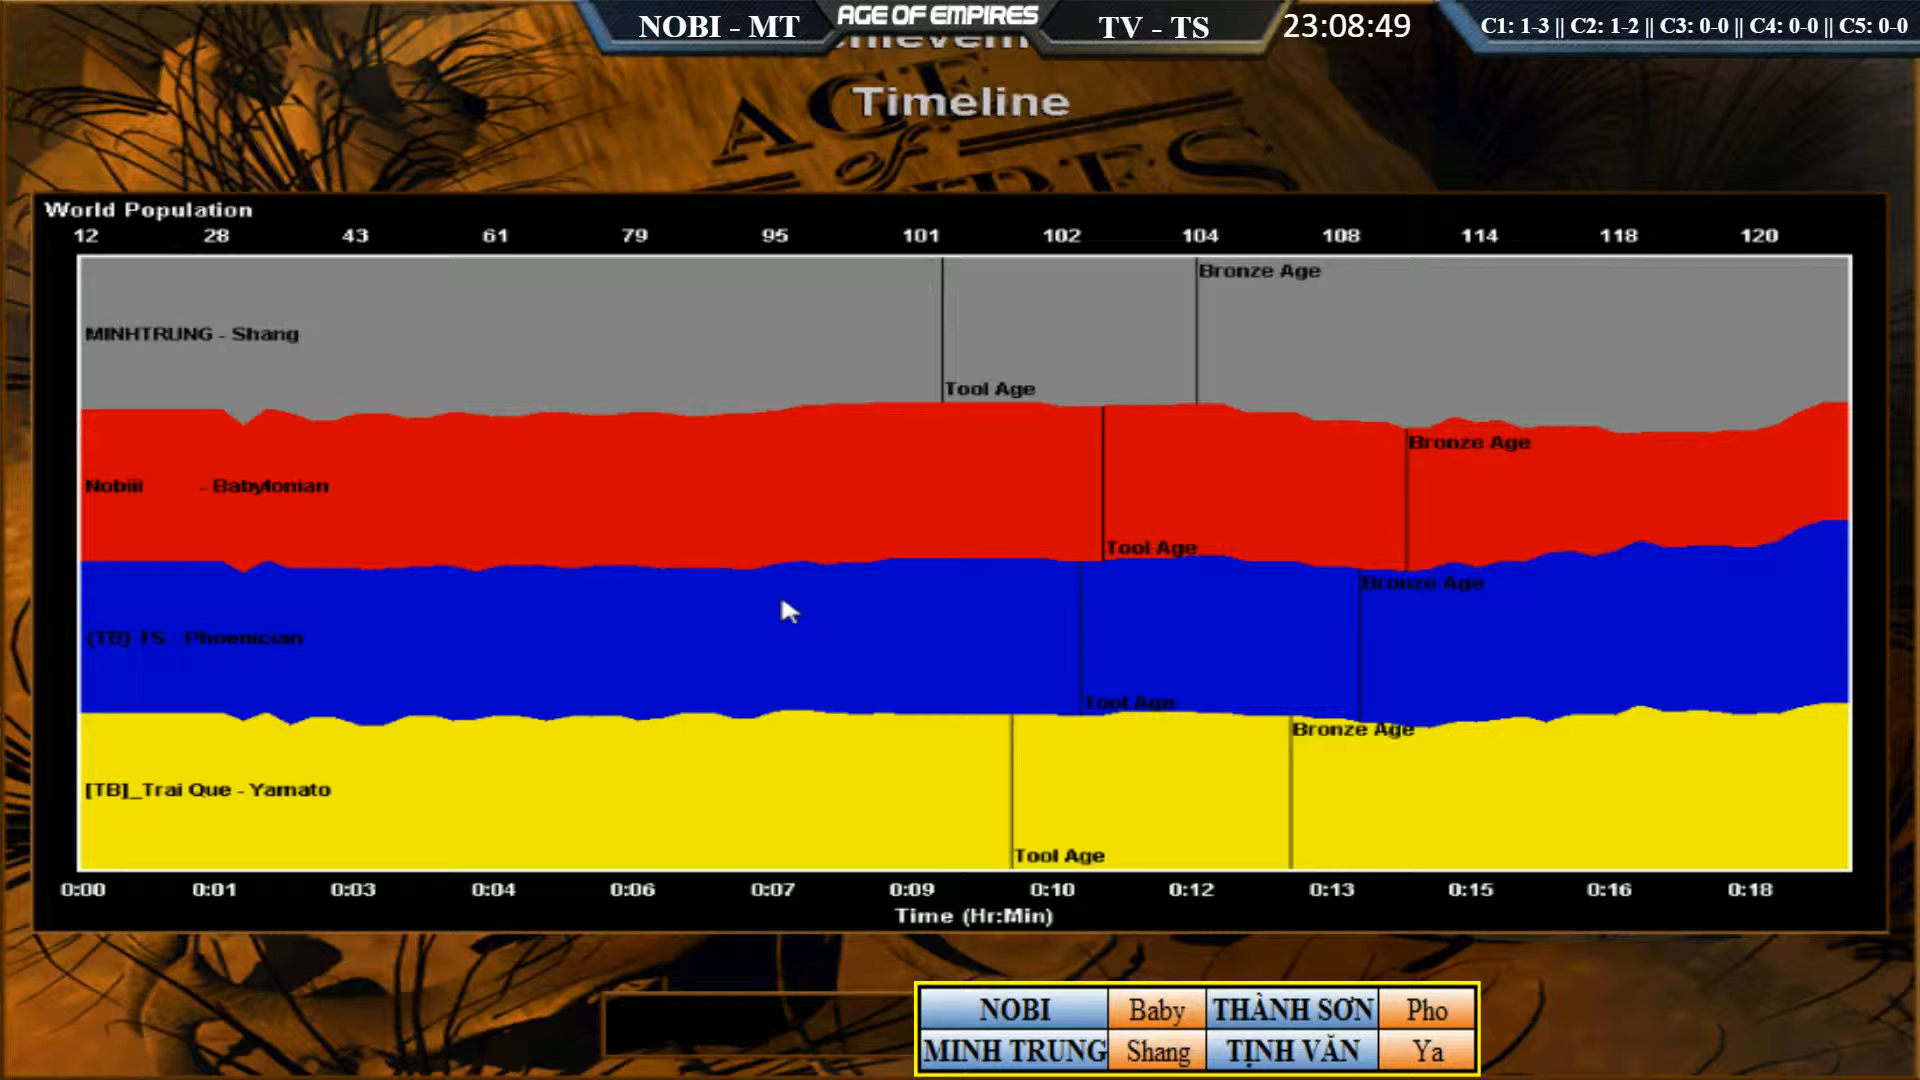 NOBI - MT
AGE OF EMPIRES
TV - TS
23:08:49
C1: 1-3 || C2: 1-2 || C3: 0-0 || C4: 0-0 || C5: 0-0
Timeline
AGE
of
World Population
12 28 43 61 79 95 101 102 104 108 114 118 120
Bronze Age
MINHTRUNG - Shang
Tool Age
Bronze Age
Nobiii - Babylonian
Tool Age
Bronze Age
(TB) TS - Phoenician
Tool Age
Bronze Age
[TB]_Trai Que - Yamato
Tool Age
0:00 0:01 0:03 0:04 0:06 0:07 0:09 0:10 0:12 0:13 0:15 0:16 0:18
Time (Hr:Min)
NOBI Baby THÀNH SƠN Pho
MINH TRUNG Shang TỊNH VĂN Ya